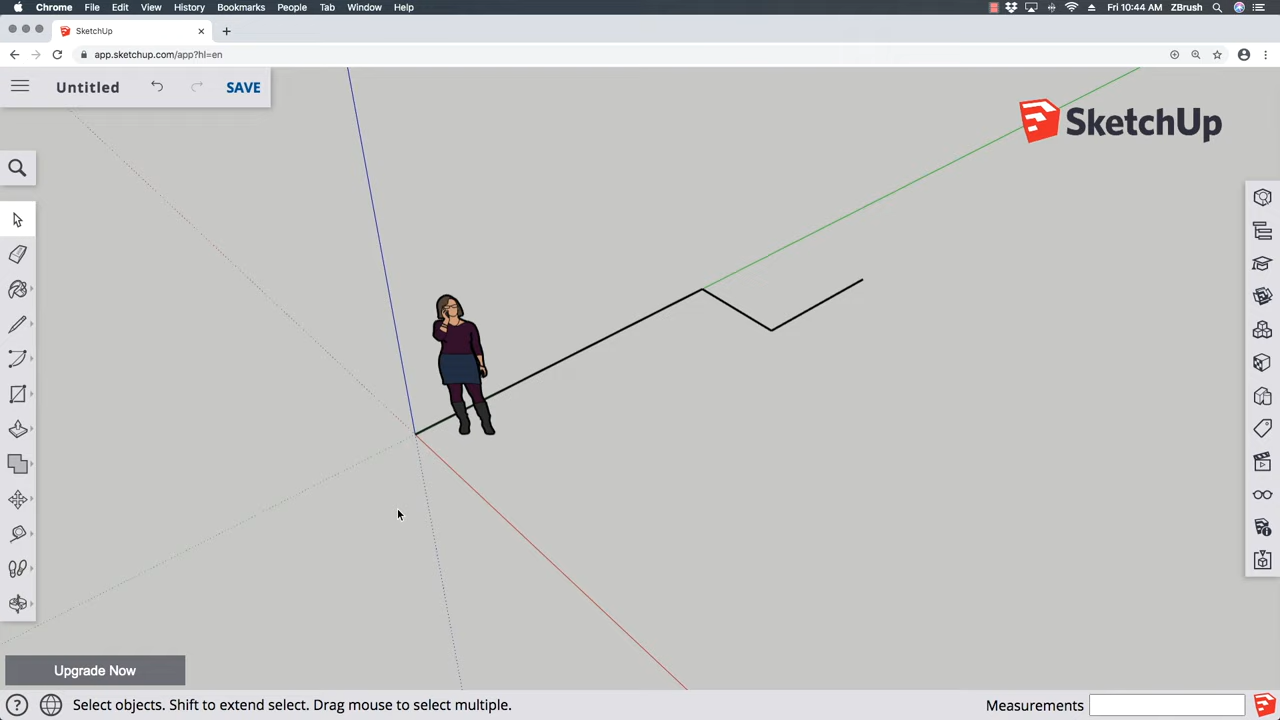 Chrome File Edit View History Bookmarks People Tab Window Help Fri 10:44 AM ZBrush
SketchUp
app.sketchup.com/app?hl=en
Untitled SAVE
SketchUp
Upgrade Now
Select objects. Shift to extend select. Drag mouse to select multiple. Measurements